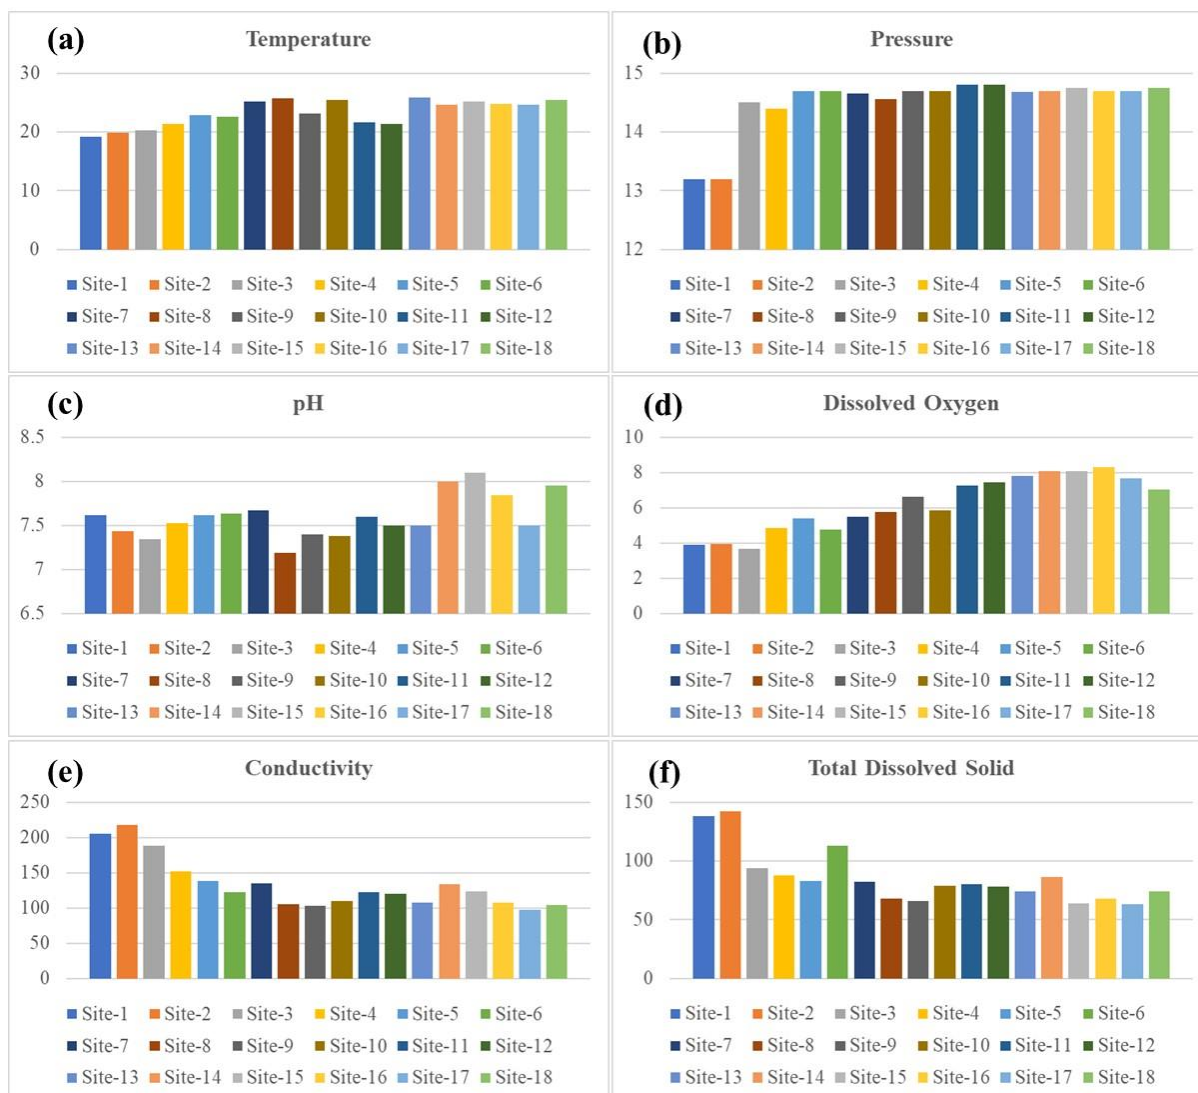 (a) Temperature
30
20
10
0
Site-1 Site-2 Site-3 Site-4 Site-5 Site-6
Site-7 Site-8 Site-9 Site-10 Site-11 Site-12
Site-13 Site-14 Site-15 Site-16 Site-17 Site-18
(b) Pressure
15
14
13
12
Site-1 Site-2 Site-3 Site-4 Site-5 Site-6
Site-7 Site-8 Site-9 Site-10 Site-11 Site-12
Site-13 Site-14 Site-15 Site-16 Site-17 Site-18
(c) pH
8.5
8
7.5
7
6.5
Site-1 Site-2 Site-3 Site-4 Site-5 Site-6
Site-7 Site-8 Site-9 Site-10 Site-11 Site-12
Site-13 Site-14 Site-15 Site-16 Site-17 Site-18
(d) Dissolved Oxygen
10
8
6
4
2
0
Site-1 Site-2 Site-3 Site-4 Site-5 Site-6
Site-7 Site-8 Site-9 Site-10 Site-11 Site-12
Site-13 Site-14 Site-15 Site-16 Site-17 Site-18
(e) Conductivity
250
200
150
100
50
0
Site-1 Site-2 Site-3 Site-4 Site-5 Site-6
Site-7 Site-8 Site-9 Site-10 Site-11 Site-12
Site-13 Site-14 Site-15 Site-16 Site-17 Site-18
(f) Total Dissolved Solid
150
100
50
0
Site-1 Site-2 Site-3 Site-4 Site-5 Site-6
Site-7 Site-8 Site-9 Site-10 Site-11 Site-12
Site-13 Site-14 Site-15 Site-16 Site-17 Site-18